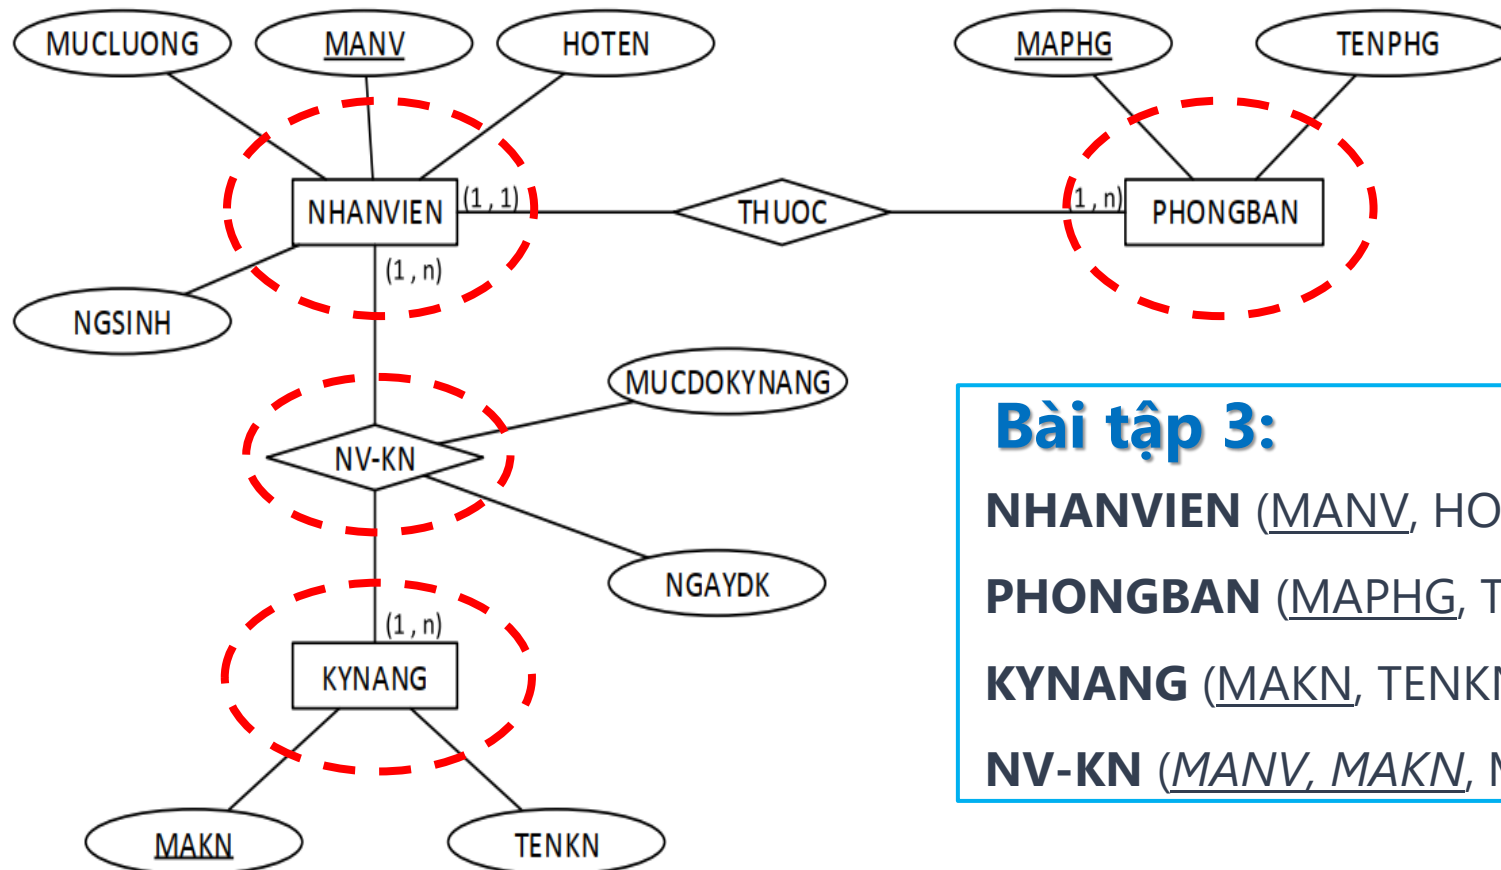 MUCLUONG MANV HOTEN MAPHG TENPHG
NHANVIEN (1,1) THUOC (1,n) PHONGBAN
(1,n)
NGSINH
MUCDOKYNANG
NV-KN
NGAYDK
(1,n)
KYNANG
MAKN TENKN
Bài tập 3:
NHANVIEN (MANV, HO
PHONGBAN (MAPHG, T
KYNANG (MAKN, TENKN
NV-KN (MANV, MAKN, M